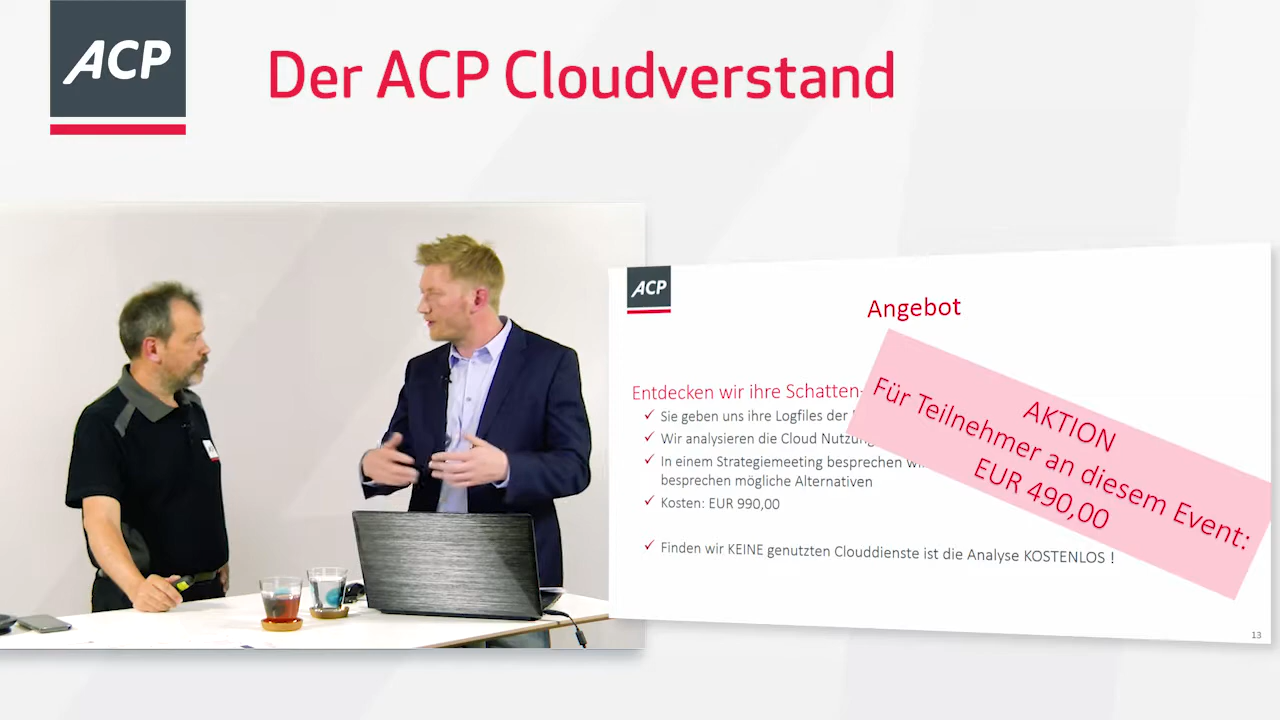 ACP
Der ACP Cloudverstand
ACP
Angebot
Entdecken wir ihre Schatten-
Sie geben uns ihre Logfiles der
Wir analysieren die Cloud Nutzung
In einem Strategiemeeting besprechen
besprechen mögliche Alternativen
Kosten: EUR 990,00
Finden wir KEINE genutzten Clouddienste ist die Analyse KOSTENLOS !
AKTION
Für Teilnehmer an diesem Event:
EUR 490,00
13